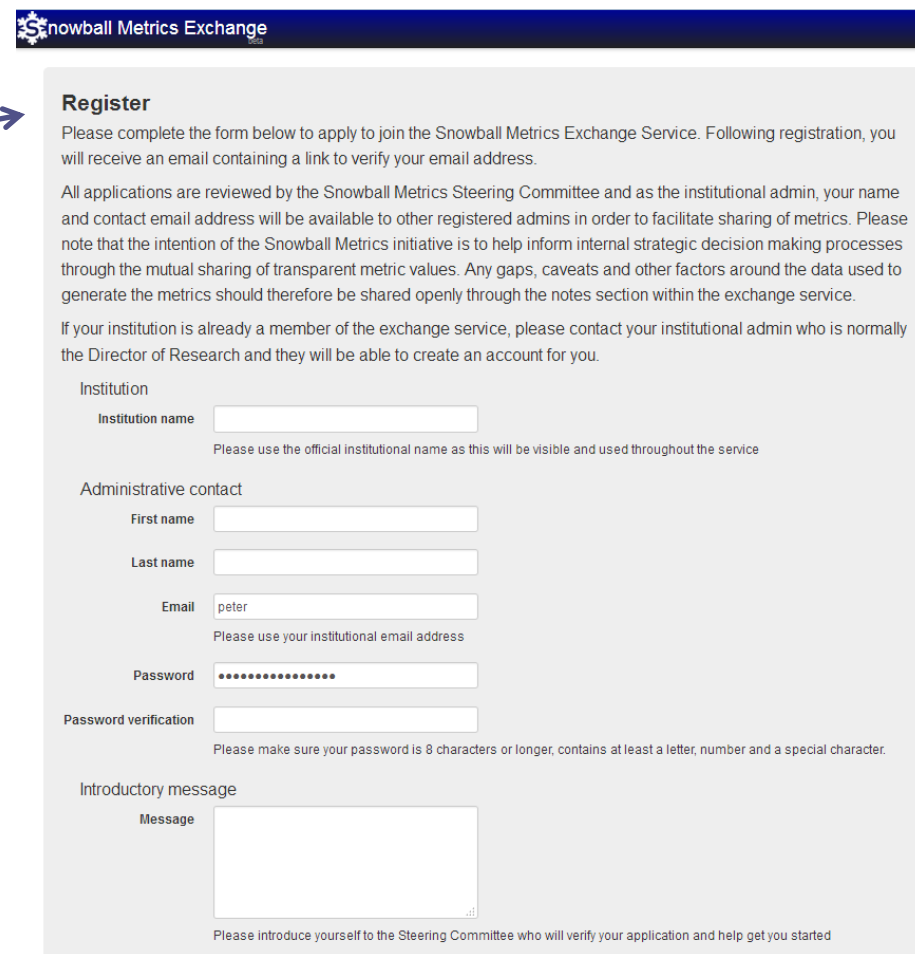 Snowball Metrics Exchange
beta
Register
Please complete the form below to apply to join the Snowball Metrics Exchange Service. Following registration, you
will receive an email containing a link to verify your email address.
All applications are reviewed by the Snowball Metrics Steering Committee and as the institutional admin, your name
and contact email address will be available to other registered admins in order to facilitate sharing of metrics. Please
note that the intention of the Snowball Metrics initiative is to help inform internal strategic decision making processes
through the mutual sharing of transparent metric values. Any gaps, caveats and other factors around the data used to
generate the metrics should therefore be shared openly through the notes section within the exchange service.
If your institution is already a member of the exchange service, please contact your institutional admin who is normally
the Director of Research and they will be able to create an account for you.
Institution
Institution name
Please use the official institutional name as this will be visible and used throughout the service
Administrative contact
First name
Last name
Email peter
Please use your institutional email address
Password ●●●●●●●●●●●●●●●●
Password verification
Please make sure your password is 8 characters or longer, contains at least a letter, number and a special character.
Introductory message
Message
Please introduce yourself to the Steering Committee who will verify your application and help get you started